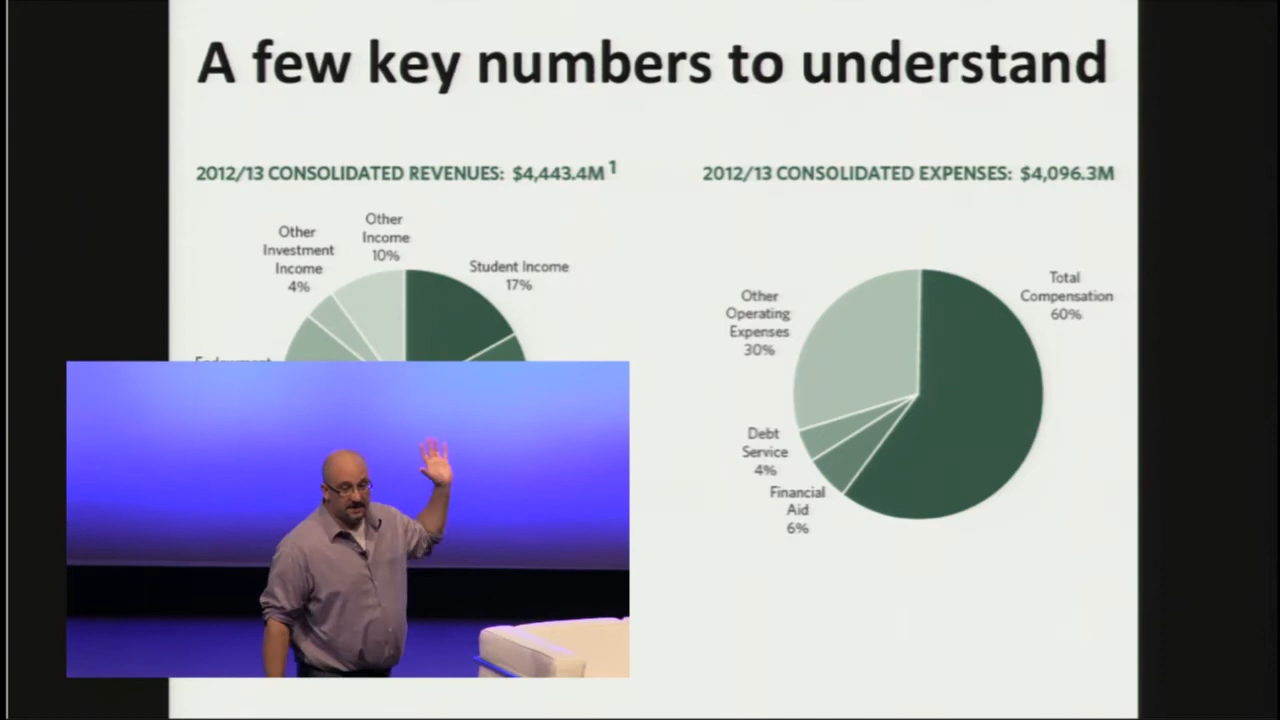 A few key numbers to understand
2012/13 CONSOLIDATED REVENUES: $4,443.4M 1
Other
Income
10%
Other
Investment
Income
4%
Student Income
17%
2012/13 CONSOLIDATED EXPENSES: $4,096.3M
Total
Compensation
60%
Other
Operating
Expenses
30%
Debt
Service
4%
Financial
Aid
6%